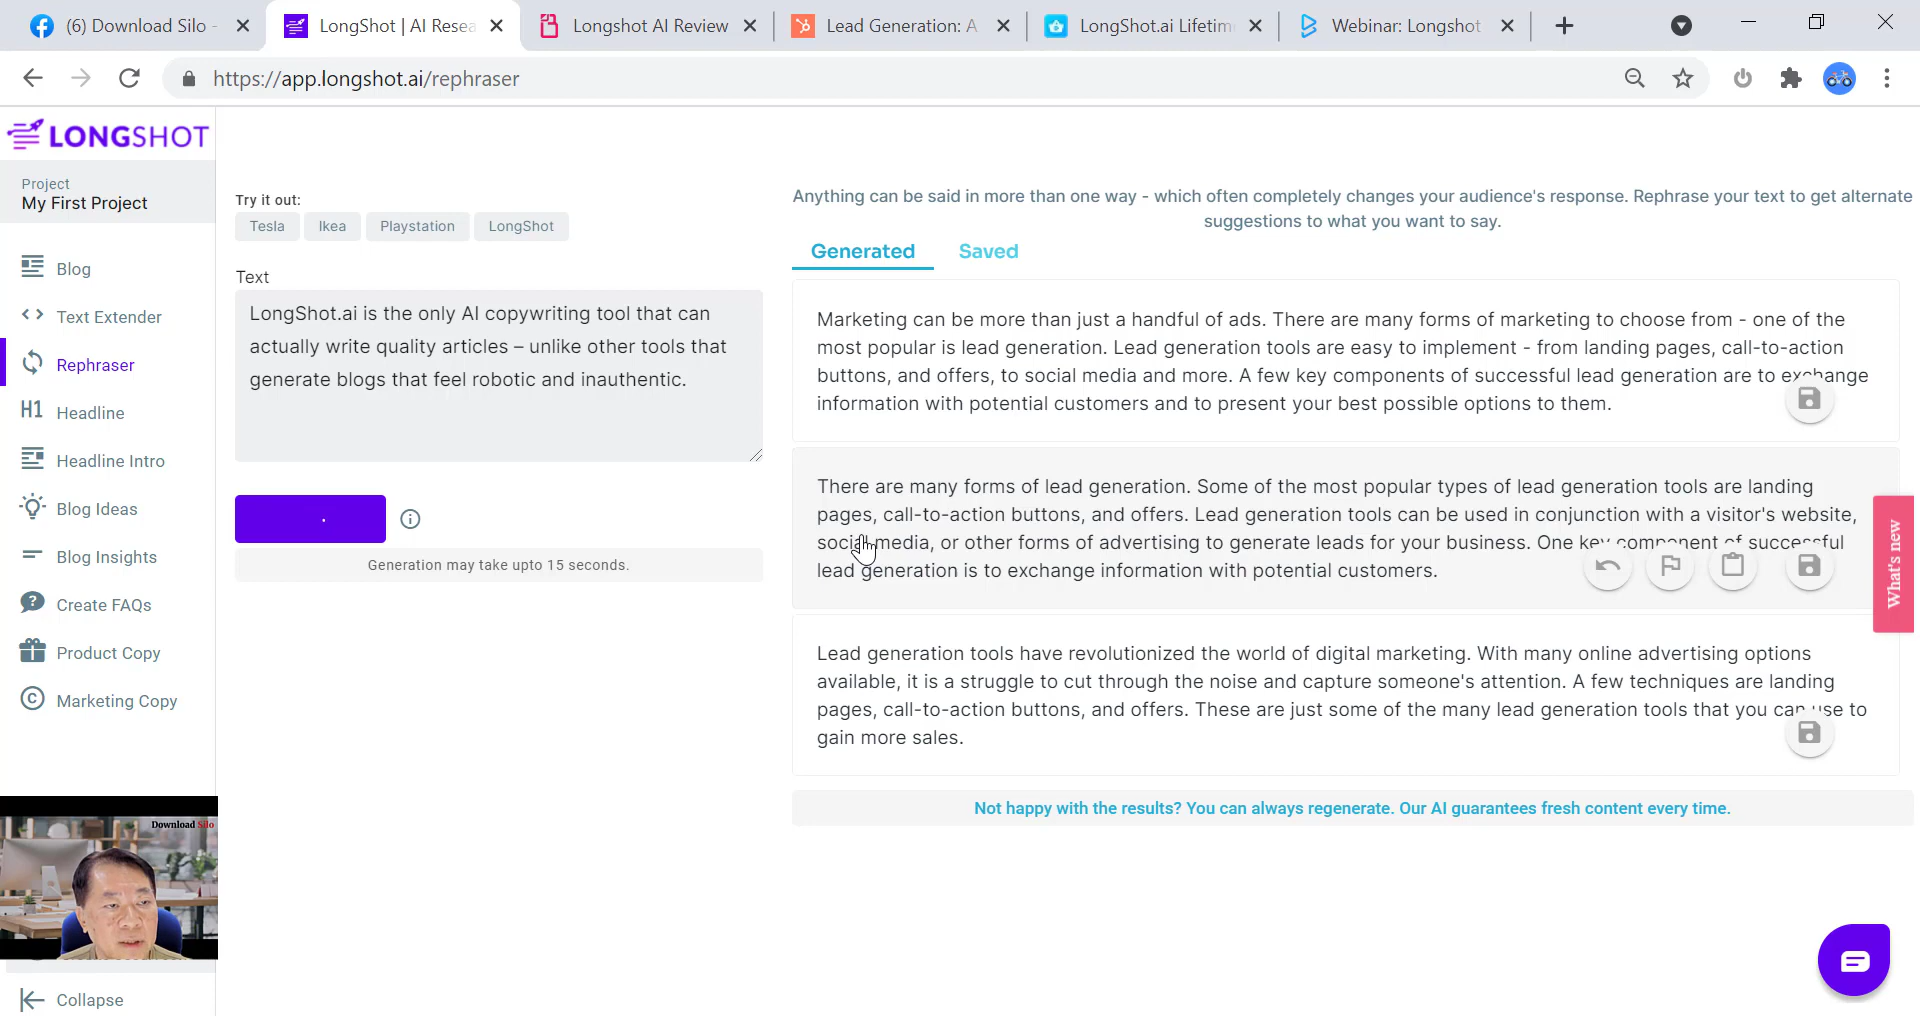 (6) Download Silo -
LongShot | AI Resea
Longshot AI Review
Lead Generation: A
LongShot.ai Lifetim
Webinar: Longshot
https://app.longshot.ai/rephraser
LONGSHOT
Project
My First Project
Blog
Text Extender
Rephraser
H1 Headline
Headline Intro
Blog Ideas
Blog Insights
Create FAQs
Product Copy
Marketing Copy
Download Silo
Collapse
Try it out:
Tesla Ikea Playstation LongShot
Text
LongShot.ai is the only AI copywriting tool that can
actually write quality articles – unlike other tools that
generate blogs that feel robotic and inauthentic.
Generation may take upto 15 seconds.
Anything can be said in more than one way - which often completely changes your audience's response. Rephrase your text to get alternate
suggestions to what you want to say.
Generated Saved
Marketing can be more than just a handful of ads. There are many forms of marketing to choose from - one of the
most popular is lead generation. Lead generation tools are easy to implement - from landing pages, call-to-action
buttons, and offers, to social media and more. A few key components of successful lead generation are to exchange
information with potential customers and to present your best possible options to them.
There are many forms of lead generation. Some of the most popular types of lead generation tools are landing
pages, call-to-action buttons, and offers. Lead generation tools can be used in conjunction with a visitor's website,
social media, or other forms of advertising to generate leads for your business. One key component of successful
lead generation is to exchange information with potential customers.
Lead generation tools have revolutionized the world of digital marketing. With many online advertising options
available, it is a struggle to cut through the noise and capture someone's attention. A few techniques are landing
pages, call-to-action buttons, and offers. These are just some of the many lead generation tools that you can use to
gain more sales.
Not happy with the results? You can always regenerate. Our AI guarantees fresh content every time.
What's new